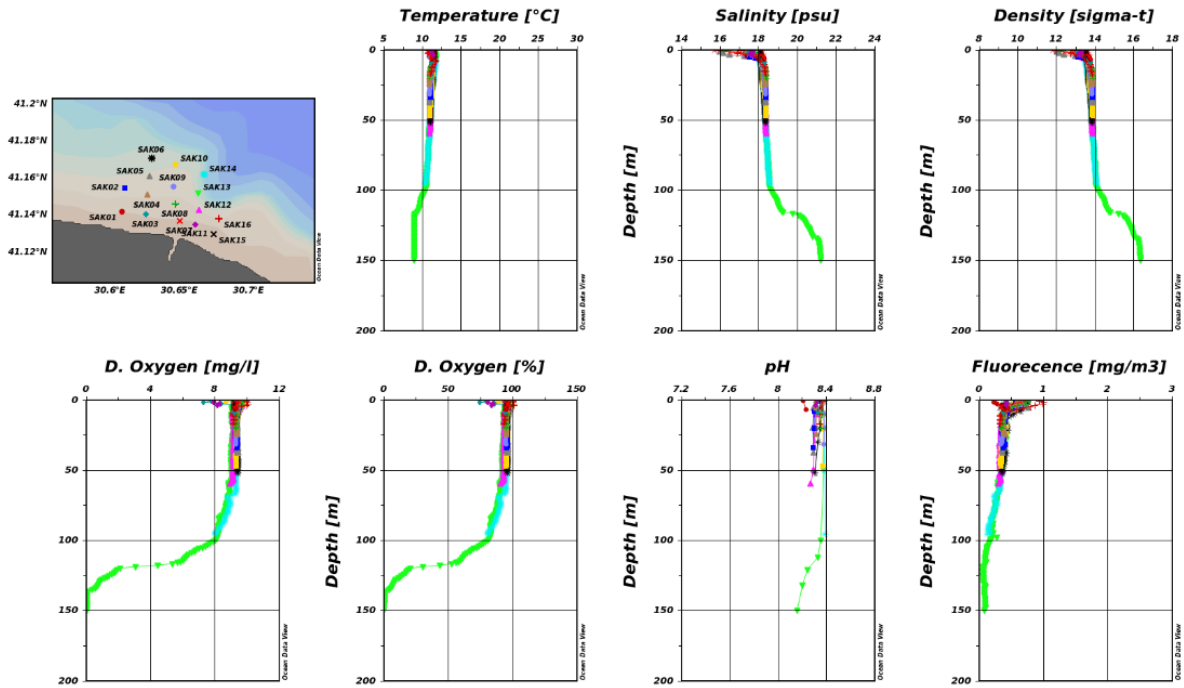 Temperature [°C]
5 10 15 20 25 30
0
50
100
150
200
Ocean Data View
Salinity [psu]
14 16 18 20 22 24
Depth [m]
0
50
100
150
200
Ocean Data View
Density [sigma-t]
8 10 12 14 16 18
Depth [m]
0
50
100
150
200
Ocean Data View
41.2°N
41.18°N
41.16°N
41.14°N
41.12°N
30.6°E 30.65°E 30.7°E
SAK06
SAK10
SAK05
SAK09
SAK14
SAK02
SAK13
SAK04
SAK12
SAK01
SAK08
SAK03
SAK16
SAK07
SAK11
SAK15
Ocean Data View
D. Oxygen [mg/l]
0 4 8 12
0
50
100
150
200
Ocean Data View
D. Oxygen [%]
0 50 100 150
Depth [m]
0
50
100
150
200
Ocean Data View
pH
7.2 7.6 8 8.4 8.8
Depth [m]
0
50
100
150
200
Ocean Data View
Fluorecence [mg/m3]
0 1 2 3
Depth [m]
0
50
100
150
200
Ocean Data View